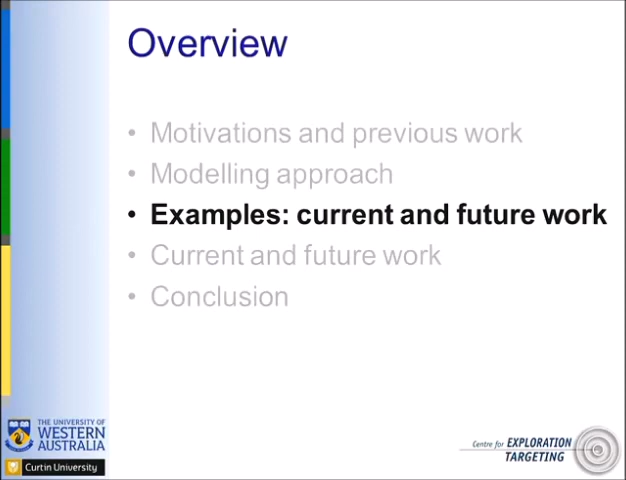 Overview
• Motivations and previous work
• Modelling approach
• Examples: current and future work
• Current and future work
• Conclusion
THE UNIVERSITY OF
WESTERN
AUSTRALIA
Curtin University
Centre for EXPLORATION
TARGETING